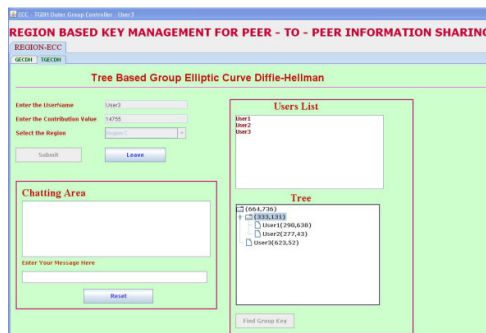 ECC - TGDH Outer Group Controller - User3
REGION BASED KEY MANAGEMENT FOR PEER - TO - PEER INFORMATION SHARING
REGION-ECC
GECDH TGECDH
Tree Based Group Elliptic Curve Diffie-Hellman
Enter the UserName User3
Enter the Contribution Value 14755
Select the Region Region-1
Submit Leave
Chatting Area
Enter Your Message Here
Reset
Users List
User1
User2
User3
Tree
(664,736)
(333,131)
User1(290,638)
User2(277,43)
User3(623,52)
Find Group Key